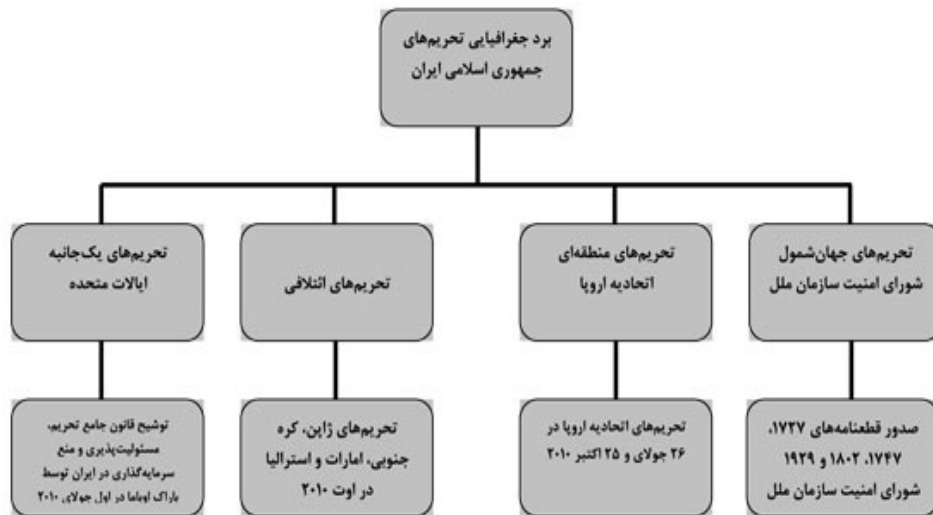 برد جغرافیایی تحریم‌های
جمهوری اسلامی ایران
تحریم‌های جهان‌شمول
شورای امنیت سازمان ملل
تحریم‌های منطقه‌ای
اتحادیه اروپا
تحریم‌های ائتلافی
تحریم‌های یک‌جانبه
ایالات متحده
صدور قطعنامه‌های ۱۷۲۷،
۱۷۴۷، ۱۸۰۲ و ۱۹۲۹
شورای امنیت سازمان ملل
تحریم‌های اتحادیه اروپا در
۲۶ جولای و ۲۵ اکتبر ۲۰۱۰
تحریم‌های ژاپن، کره
جنوبی، امارات و استرالیا
در اوت ۲۰۱۰
توشیح قانون جامع تحریم،
مسئولیت‌پذیری و منع
سرمایه‌گذاری در ایران توسط
باراک اوباما در اول جولای ۲۰۱۰